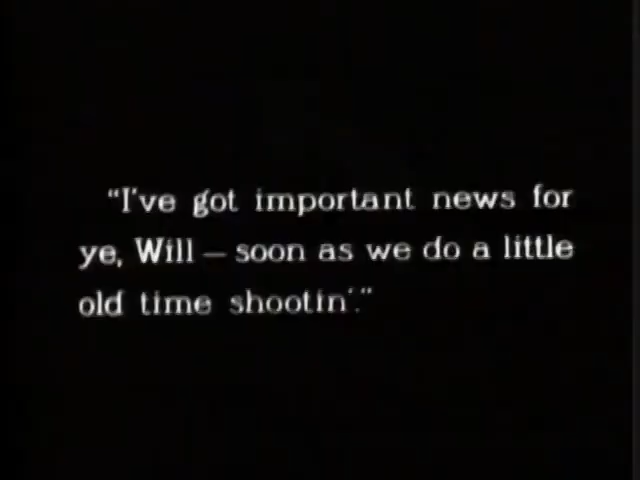 “I've got important news for
ye, Will — soon as we do a little
old time shootin'.”